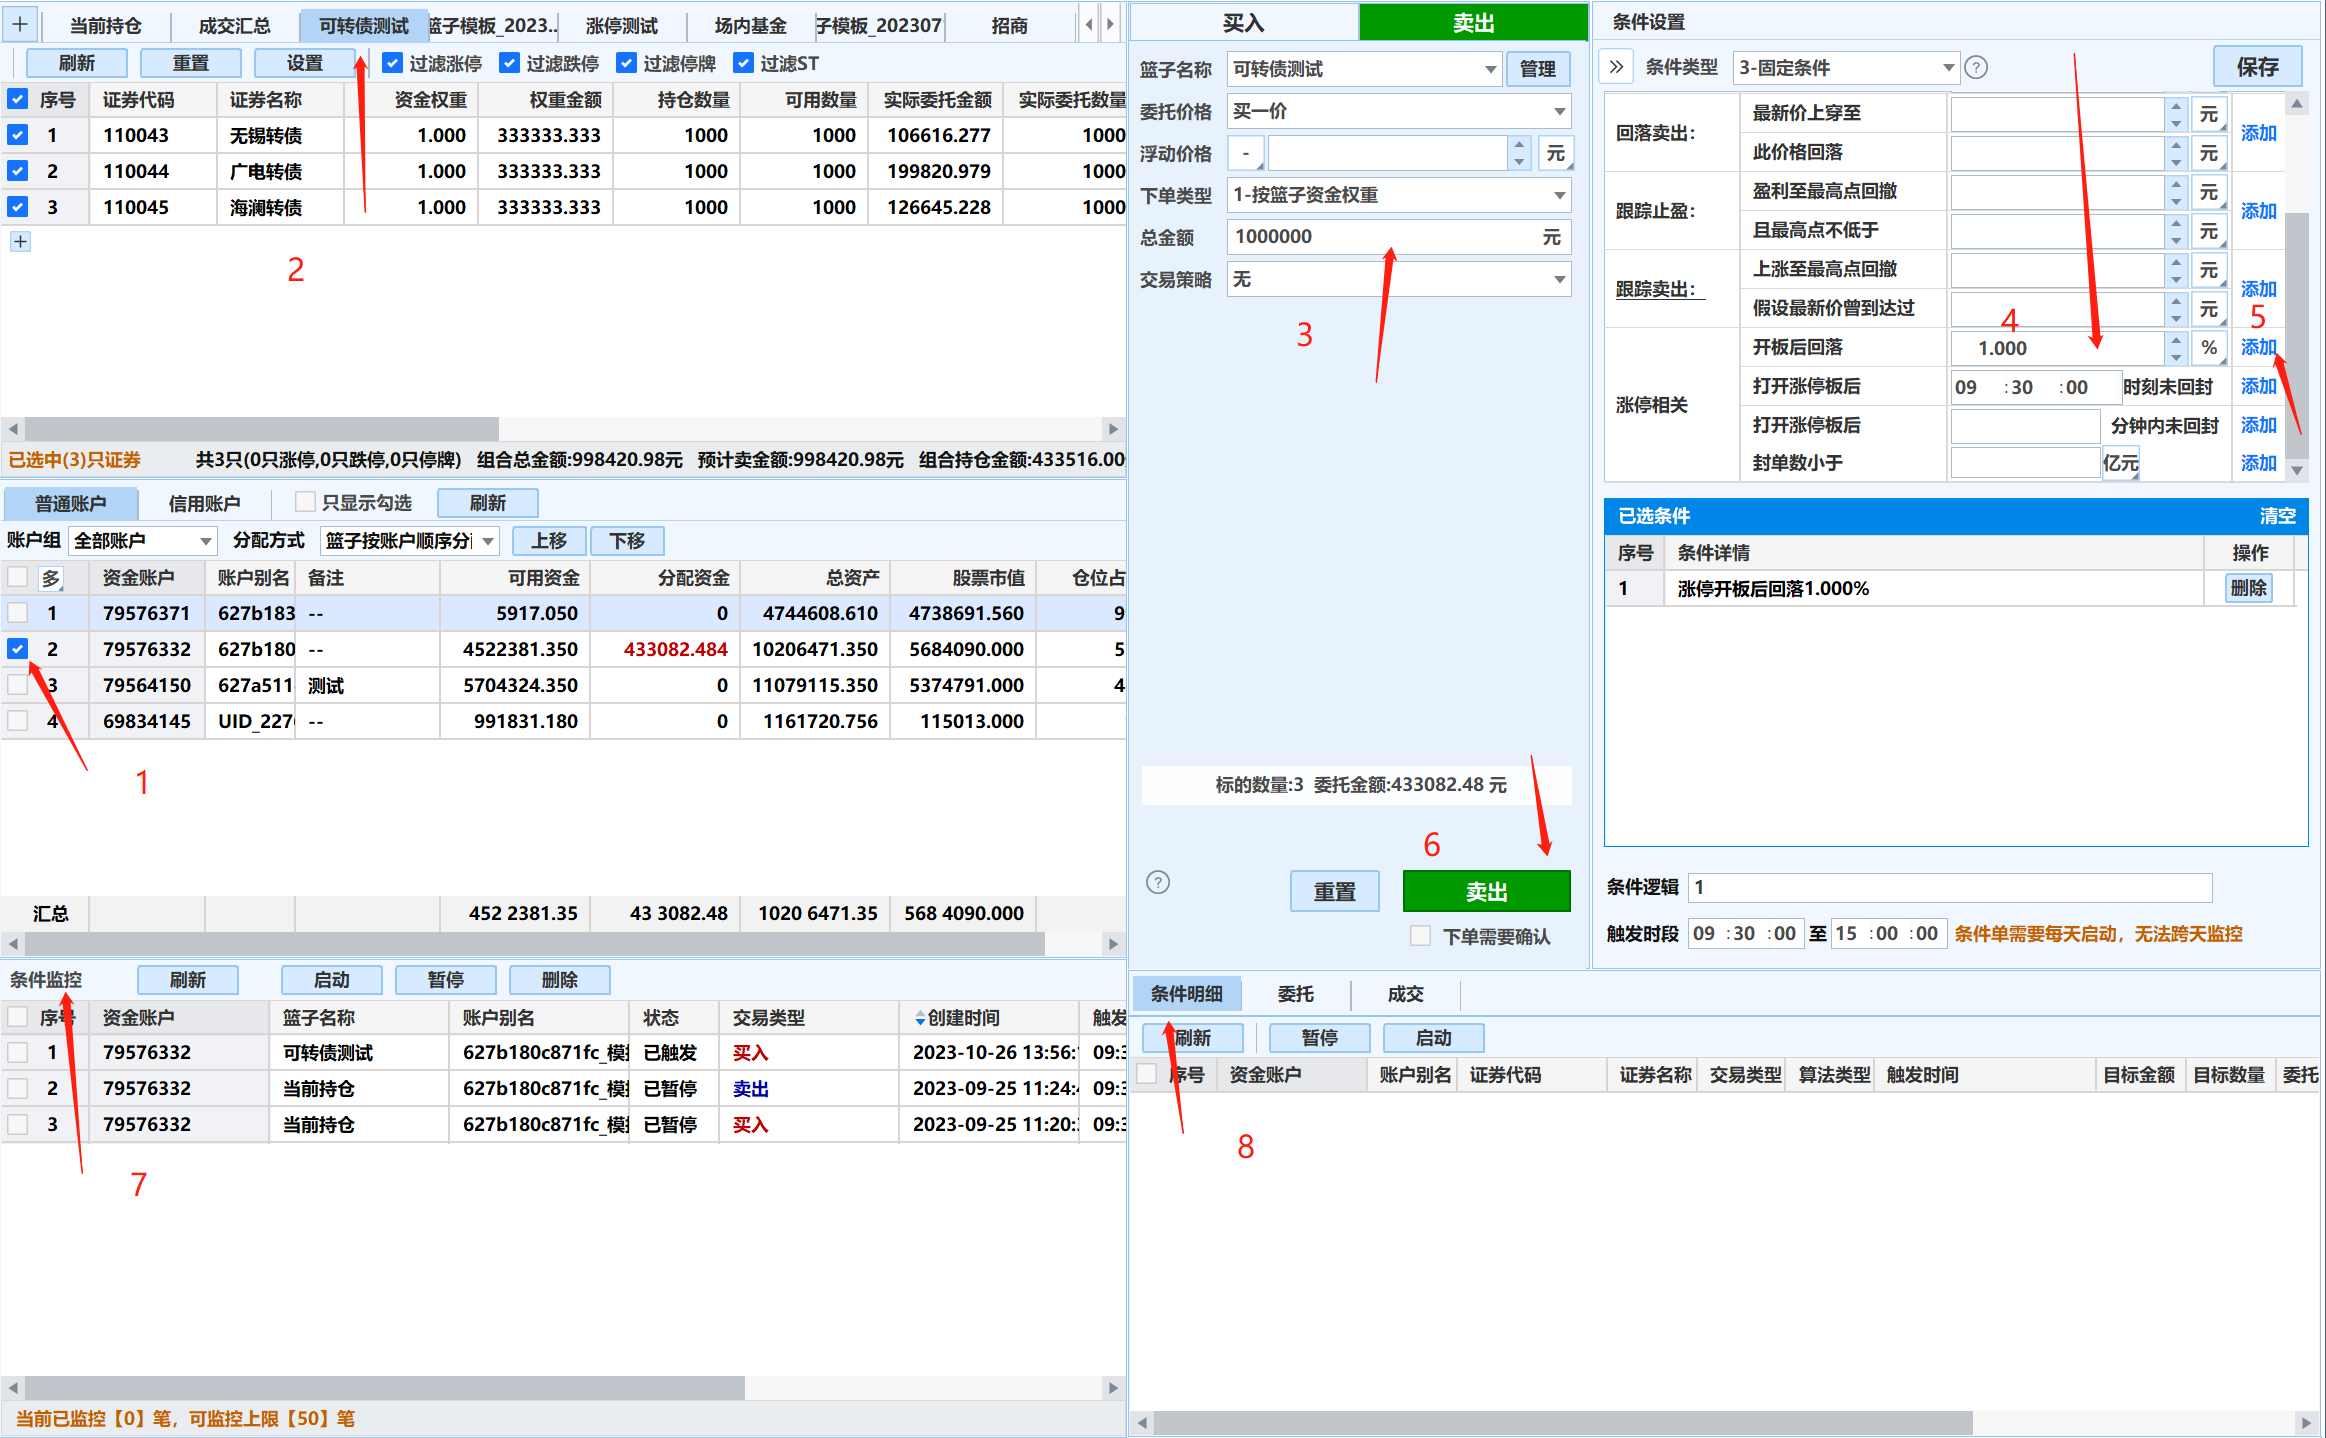 当前持仓 成交汇总 可转债测试 篮子模板_2023... 涨停测试 场内基金 子模板_202307 招商
刷新 重置 设置 过滤涨停 过滤跌停 过滤停牌 过滤ST
序号 证券代码 证券名称 资金权重 权重金额 持仓数量 可用数量 实际委托金额 实际委托数量
1 110043 无锡转债 1.000 333333.333 1000 1000 106616.277 1000
2 110044 广电转债 1.000 333333.333 1000 1000 199820.979 1000
3 110045 海澜转债 1.000 333333.333 1000 1000 126645.228 1000
2
已选中(3)只证券 共3只(0只涨停,0只跌停,0只停牌) 组合总金额:998420.98元 预计卖金额:998420.98元 组合持仓金额:433516.00
普通账户 信用账户 只显示勾选 刷新
账户组 全部账户 分配方式 篮子按账户顺序分 上移 下移
多 资金账户 账户别名 备注 可用资金 分配资金 总资产 股票市值 仓位占
1 79576371 627b183 -- 5917.050 0 4744608.610 4738691.560 9
2 79576332 627b180 -- 4522381.350 433082.484 10206471.350 5684090.000 5
3 79564150 627a511 测试 5704324.350 0 11079115.350 5374791.000 4
4 69834145 UID_227 -- 991831.180 0 1161720.756 115013.000
1
汇总 452 2381.35 43 3082.48 1020 6471.35 568 4090.000
条件监控 刷新 启动 暂停 删除
序号 资金账户 篮子名称 账户别名 状态 交易类型 创建时间 触发
1 79576332 可转债测试 627b180c871fc_模 已触发 买入 2023-10-26 13:56: 09:3
2 79576332 当前持仓 627b180c871fc_模 已暂停 卖出 2023-09-25 11:24: 09:3
3 79576332 当前持仓 627b180c871fc_模 已暂停 买入 2023-09-25 11:20: 09:3
7
当前已监控【0】笔，可监控上限【50】笔
买入 卖出
篮子名称 可转债测试 管理
委托价格 买一价
浮动价格 - 元
下单类型 1-按篮子资金权重
总金额 1000000 元
交易策略 无
3
标的数量:3 委托金额:433082.48 元
6
? 重置 卖出
下单需要确认
条件设置
条件类型 3-固定条件 ? 保存
回落卖出: 最新价上穿至 元 添加
此价格回落 元
跟踪止盈: 盈利至最高点回撤 元 添加
且最高点不低于 元
跟踪卖出: 上涨至最高点回撤 元 添加
假设最新价曾到达过 元
4 5
涨停相关 开板后回落 1.000 % 添加
打开涨停板后 09 :30 :00 时刻未回封 添加
打开涨停板后 分钟内未回封 添加
封单数小于 亿元 添加
已选条件 清空
序号 条件详情 操作
1 涨停开板后回落1.000% 删除
条件逻辑 1
触发时段 09 :30 :00 至 15 :00 :00 条件单需要每天启动，无法跨天监控
条件明细 委托 成交
刷新 暂停 启动
序号 资金账户 账户别名 证券代码 证券名称 交易类型 算法类型 触发时间 目标金额 目标数量 委托
8